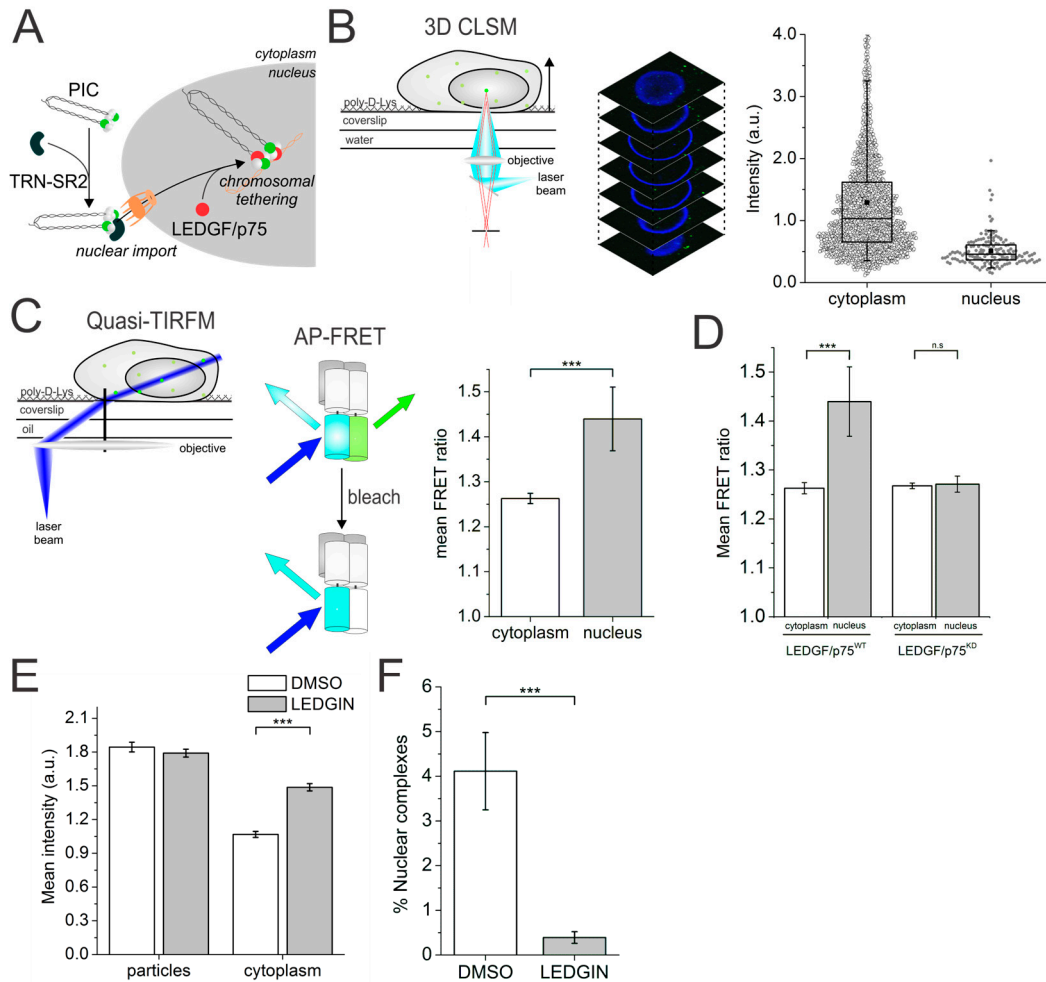 A
cytoplasm
nucleus
PIC
TRN-SR2
chromosomal
tethering
LEDGF/p75
nuclear import
B
3D CLSM
poly-D-Lys
coverslip
water
objective
laser
beam
Intensity (a.u.)
4.0
3.0
2.0
1.0
0.0
cytoplasm
nucleus
C
Quasi-TIRFM
poly-D-Lys
coverslip
oil
objective
laser
beam
AP-FRET
bleach
mean FRET ratio
1.5
1.4
1.3
1.2
1.1
1.0
***
cytoplasm
nucleus
D
Mean FRET ratio
1.5
1.4
1.3
1.2
1.1
1.0
***
n.s
cytoplasm
nucleus
cytoplasm
nucleus
LEDGF/p75WT
LEDGF/p75KD
E
DMSO
LEDGIN
Mean intensity (a.u.)
2.1
1.8
1.5
1.2
0.9
0.6
0.3
0.0
***
particles
cytoplasm
F
% Nuclear complexes
6
5
4
3
2
1
0
***
DMSO
LEDGIN